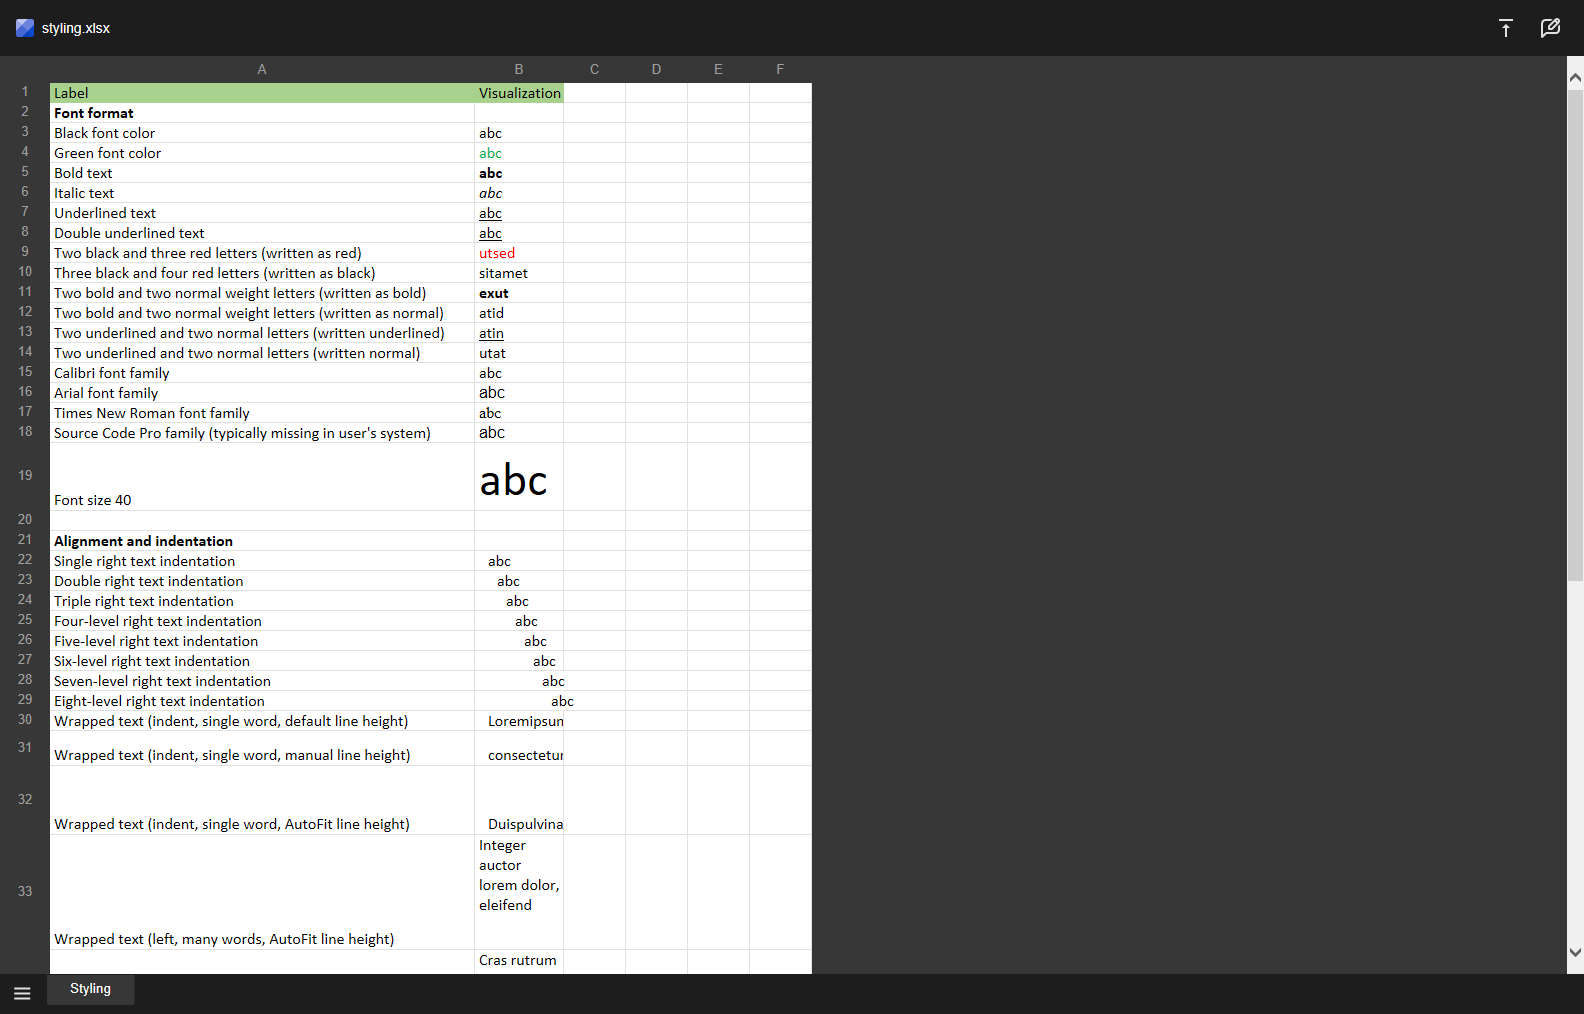 styling.xlsx
A B C D E F
1 Label Visualization
2 Font format
3 Black font color abc
4 Green font color abc
5 Bold text abc
6 Italic text abc
7 Underlined text abc
8 Double underlined text abc
9 Two black and three red letters (written as red) utsed
10 Three black and four red letters (written as black) sitamet
11 Two bold and two normal weight letters (written as bold) exut
12 Two bold and two normal weight letters (written as normal) atid
13 Two underlined and two normal letters (written underlined) atin
14 Two underlined and two normal letters (written normal) utat
15 Calibri font family abc
16 Arial font family abc
17 Times New Roman font family abc
18 Source Code Pro family (typically missing in user's system) abc
19 Font size 40 abc
20
21 Alignment and indentation
22 Single right text indentation abc
23 Double right text indentation abc
24 Triple right text indentation abc
25 Four-level right text indentation abc
26 Five-level right text indentation abc
27 Six-level right text indentation abc
28 Seven-level right text indentation abc
29 Eight-level right text indentation abc
30 Wrapped text (indent, single word, default line height) Loremipsun
31 Wrapped text (indent, single word, manual line height) consectetur
32 Wrapped text (indent, single word, AutoFit line height) Duispulvina
Integer
auctor
lorem dolor,
33
eleifend
Wrapped text (left, many words, AutoFit line height)
Cras rutrum
Styling